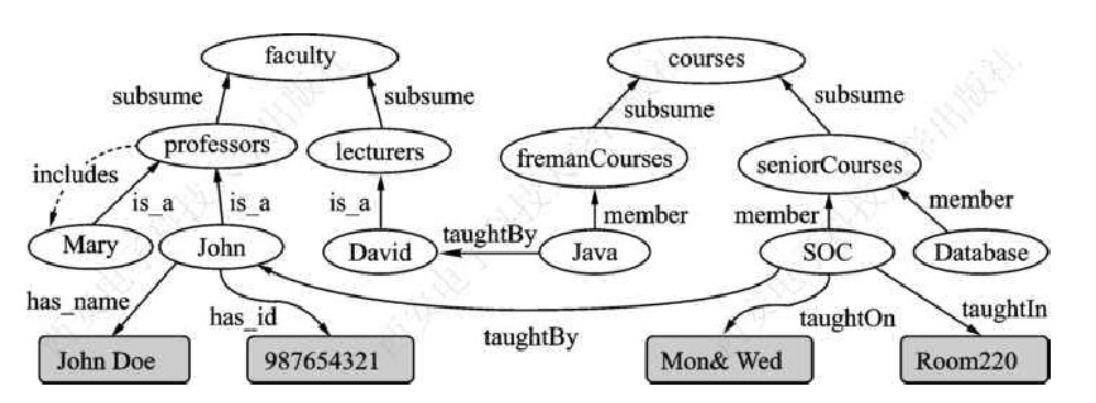 faculty
courses
subsume
subsume
subsume
subsume
professors
lecturers
fremanCourses
seniorCourses
includes
is_a
is_a
is_a
member
member
member
Mary
John
David
taughtBy
Java
SOC
Database
has_name
has_id
taughtBy
taughtOn
taughtIn
John Doe
987654321
Mon& Wed
Room220